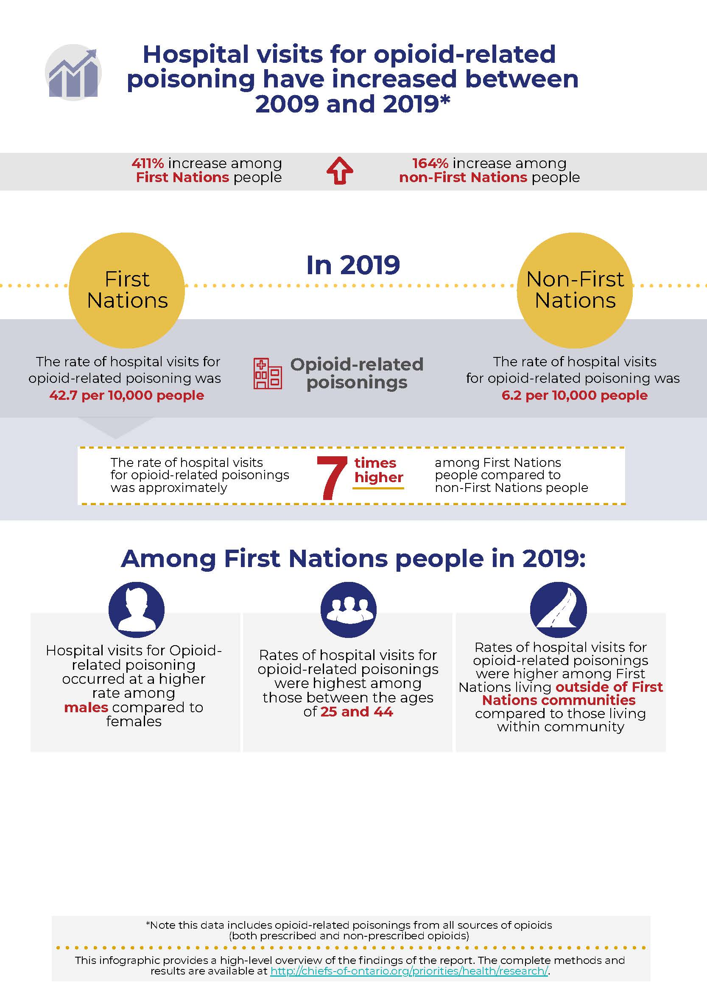 Hospital visits for opioid-related
poisoning have increased between
2009 and 2019*
411% increase among
First Nations people
164% increase among
non-First Nations people
In 2019
First
Nations
Non-First
Nations
The rate of hospital visits for
opioid-related poisoning was
42.7 per 10,000 people
Opioid-related
poisonings
The rate of hospital visits
for opioid-related poisoning was
6.2 per 10,000 people
The rate of hospital visits
for opioid-related poisonings
was approximately
7 times
higher
among First Nations
people compared to
non-First Nations people
Among First Nations people in 2019:
Hospital visits for Opioid-
related poisoning
occurred at a higher
rate among
males compared to
females
Rates of hospital visits for
opioid-related poisonings
were highest among
those between the ages
of 25 and 44
Rates of hospital visits for
opioid-related poisonings
were higher among First
Nations living outside of First
Nations communities
compared to those living
within community
*Note this data includes opioid-related poisonings from all sources of opioids
(both prescribed and non-prescribed opioids)
This infographic provides a high-level overview of the findings of the report. The complete methods and
results are available at http://chiefs-of-ontario.org/priorities/health/research/.